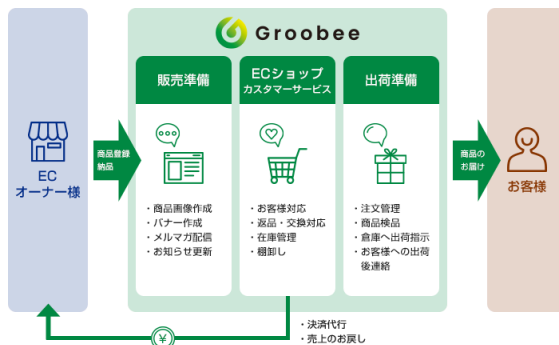 Groobee
販売準備
ECショップ
カスタマーサービス
出荷準備
EC
オーナー様
商品登録
納品
・商品画像作成
・バナー作成
・メルマガ配信
・お知らせ更新
・お客様対応
・返品・交換対応
・在庫管理
・棚卸し
・注文管理
・商品検品
・倉庫へ出荷指示
・お客様への出荷
後連絡
商品の
お届け
お客様
¥
・決済代行
・売上のお戻し